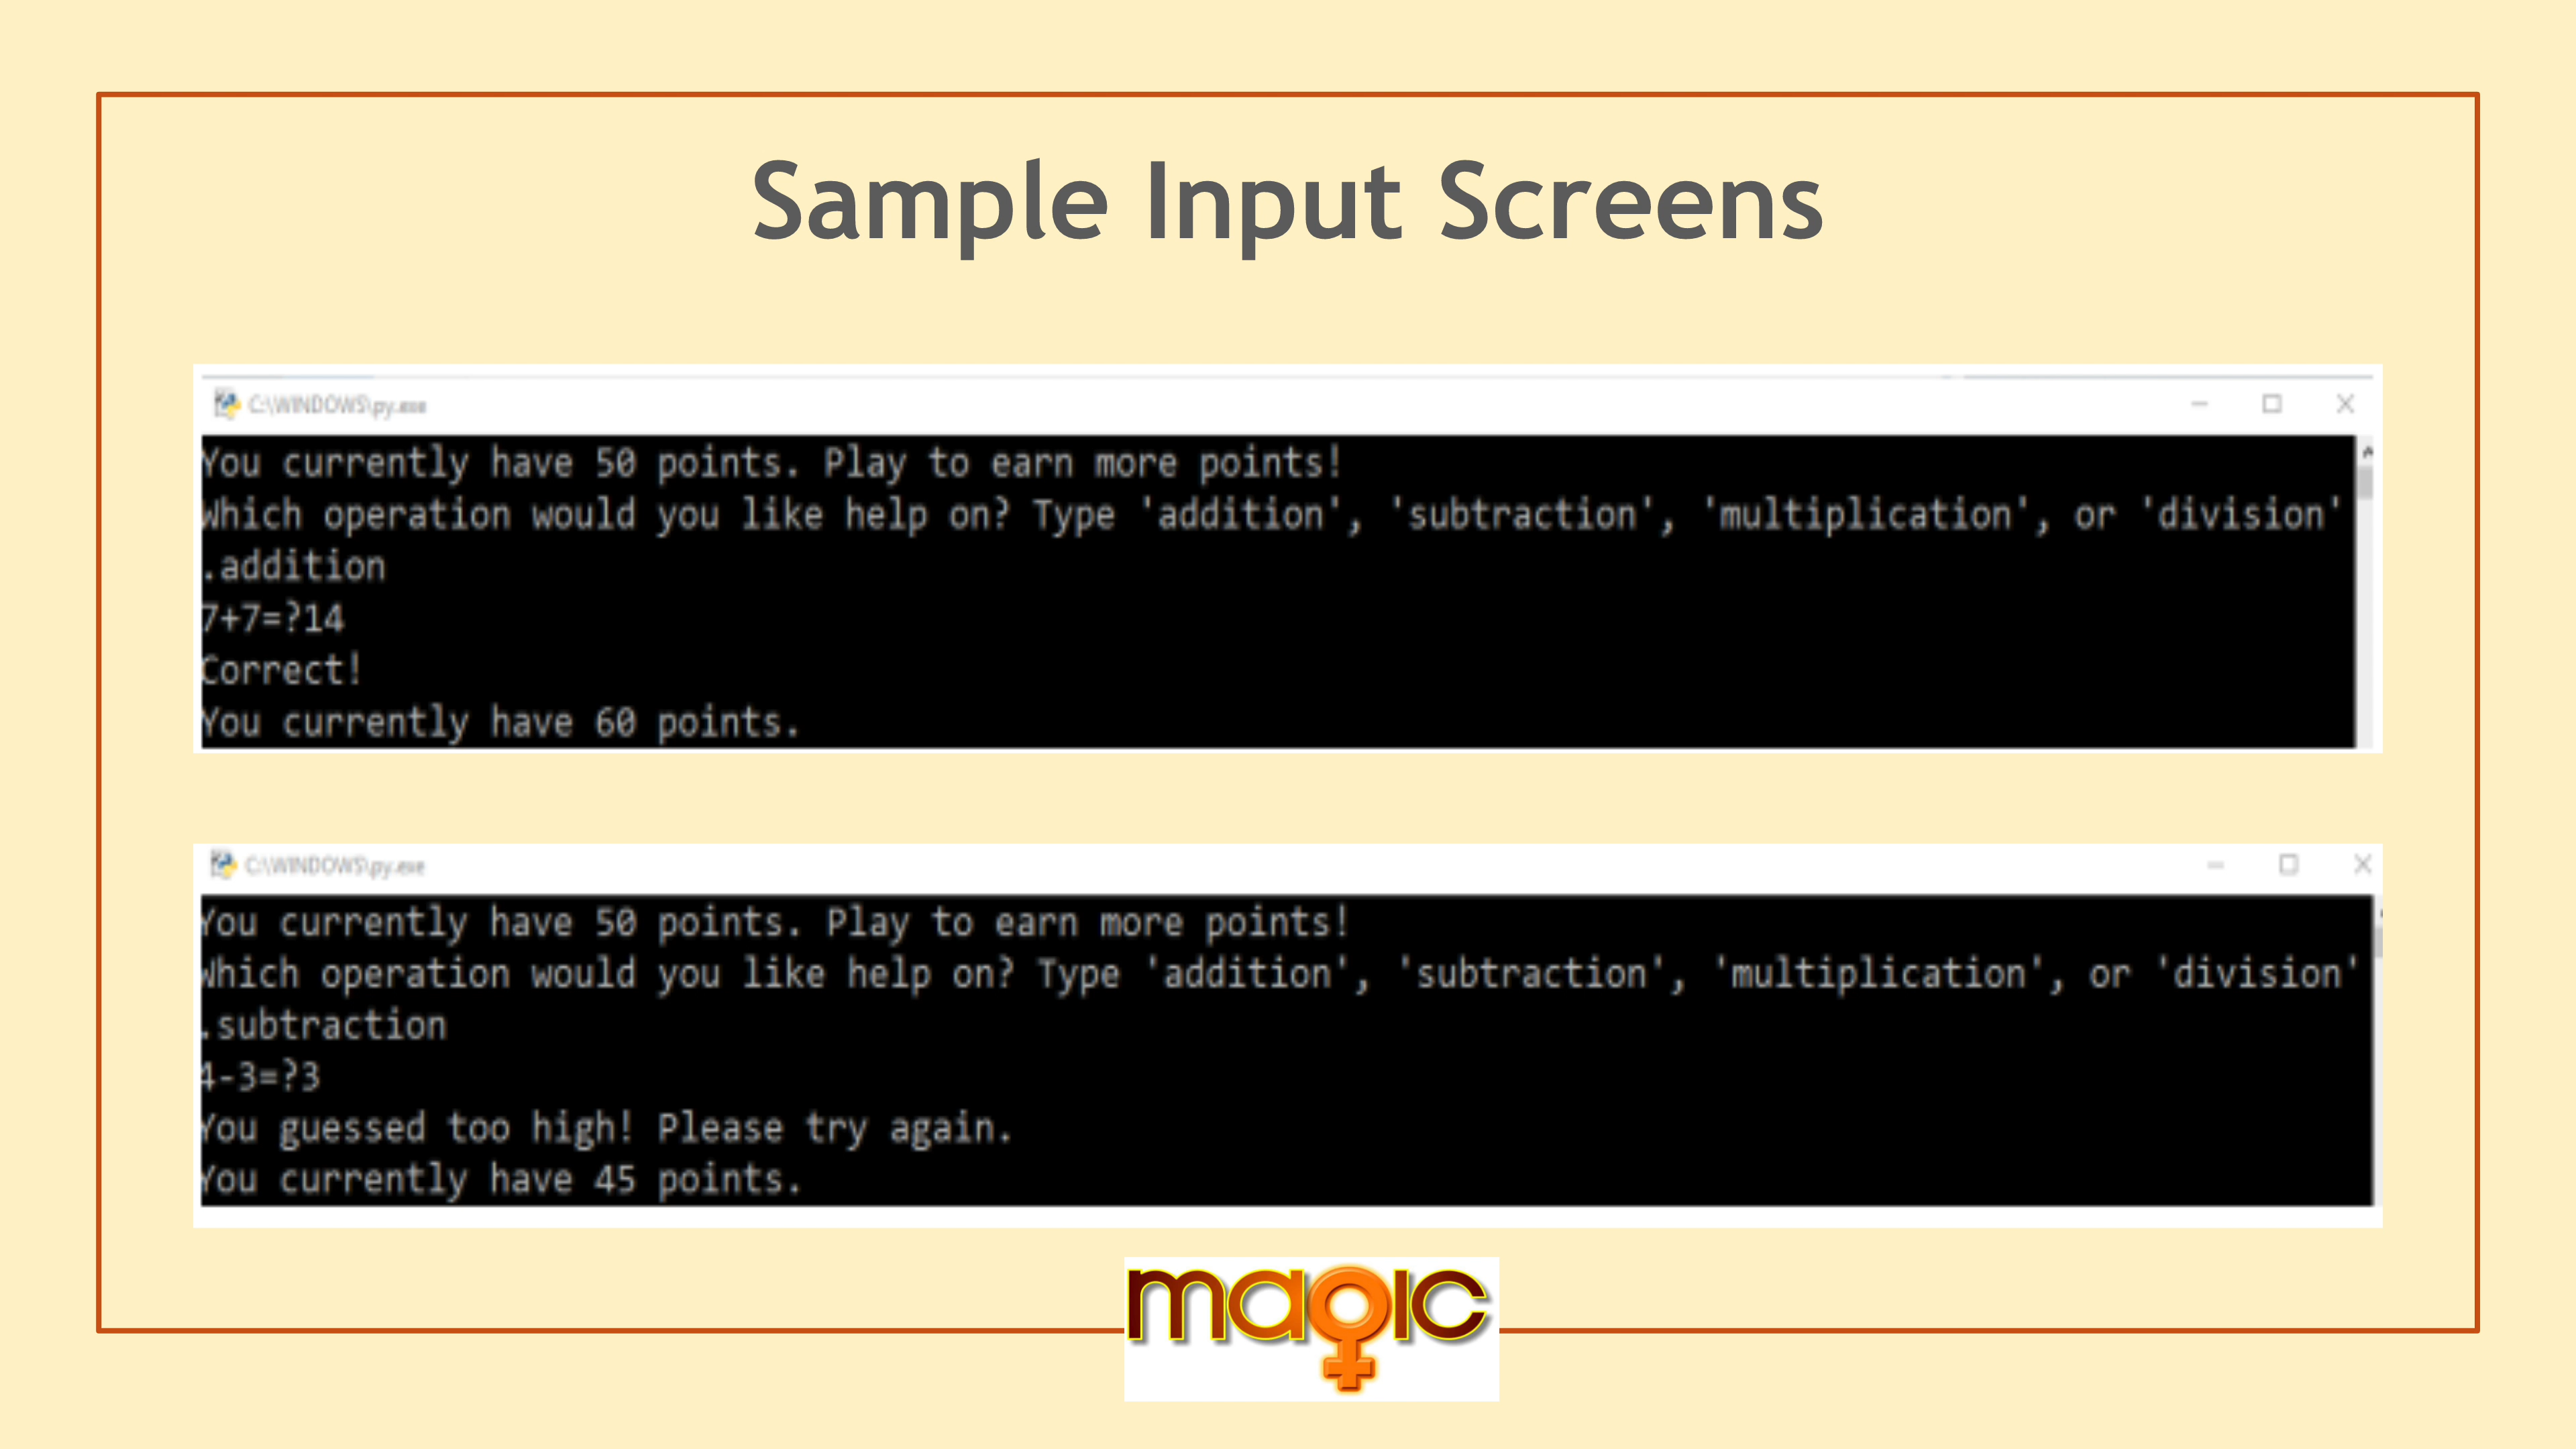 Sample Input Screens
C:\WINDOWS\py.exe
You currently have 50 points. Play to earn more points!
Which operation would you like help on? Type 'addition', 'subtraction', 'multiplication', or 'division'
.addition
7+7=?14
Correct!
You currently have 60 points.
C:\WINDOWS\py.exe
You currently have 50 points. Play to earn more points!
Which operation would you like help on? Type 'addition', 'subtraction', 'multiplication', or 'division'
.subtraction
4-3=?3
You guessed too high! Please try again.
You currently have 45 points.
magic